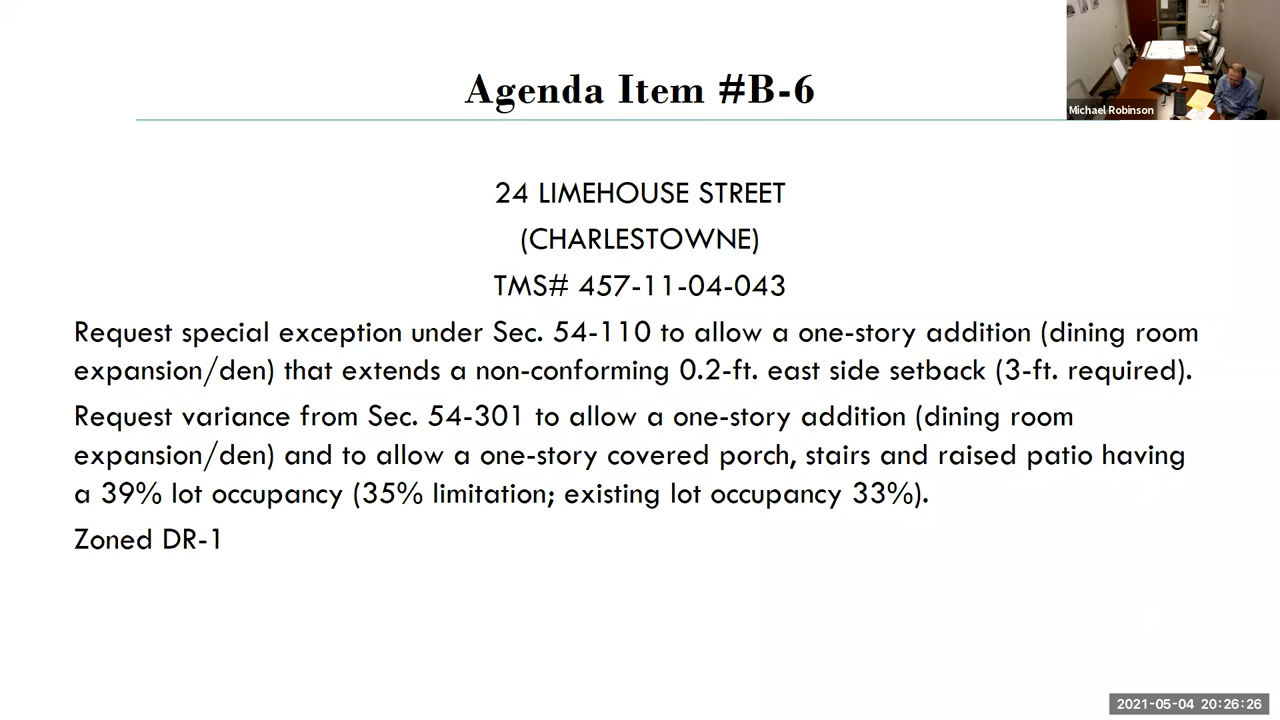 Agenda Item #B-6
Michael Robinson
24 LIMEHOUSE STREET
(CHARLESTOWNE)
TMS# 457-11-04-043
Request special exception under Sec. 54-110 to allow a one-story addition (dining room
expansion/den) that extends a non-conforming 0.2-ft. east side setback (3-ft. required).
Request variance from Sec. 54-301 to allow a one-story addition (dining room
expansion/den) and to allow a one-story covered porch, stairs and raised patio having
a 39% lot occupancy (35% limitation; existing lot occupancy 33%).
Zoned DR-1
2021-05-04 20:26:26